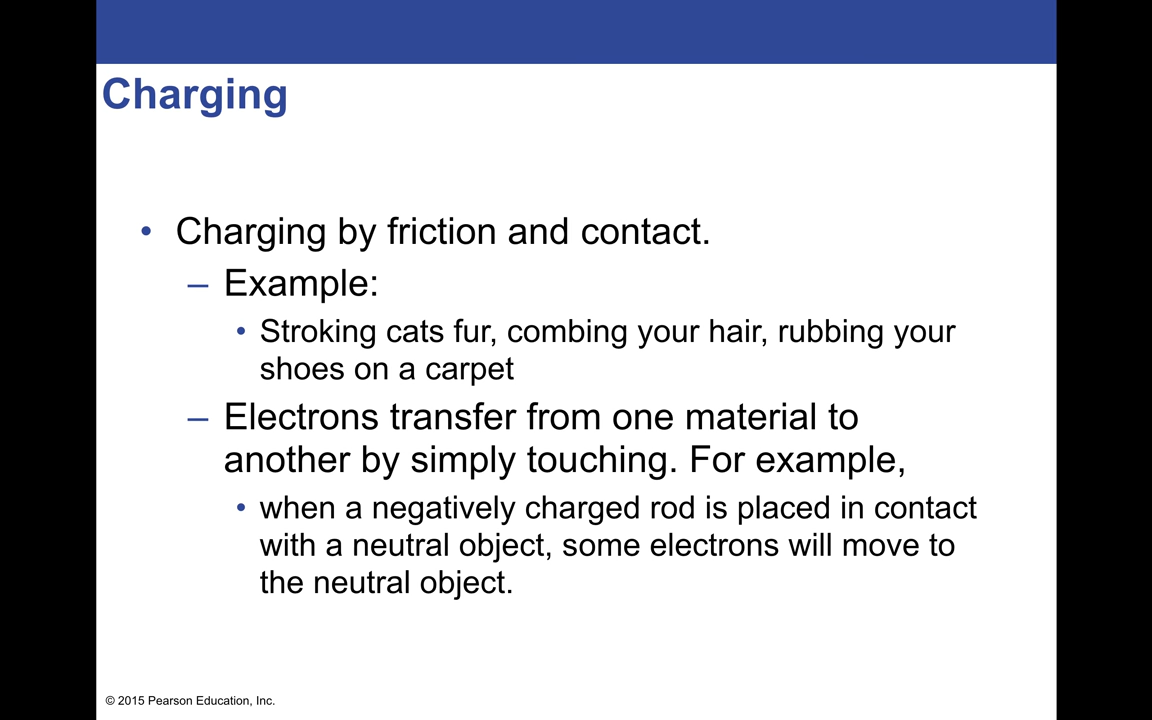 Charging
• Charging by friction and contact.
– Example:
• Stroking cats fur, combing your hair, rubbing your
shoes on a carpet
– Electrons transfer from one material to
another by simply touching. For example,
• when a negatively charged rod is placed in contact
with a neutral object, some electrons will move to
the neutral object.
© 2015 Pearson Education, Inc.